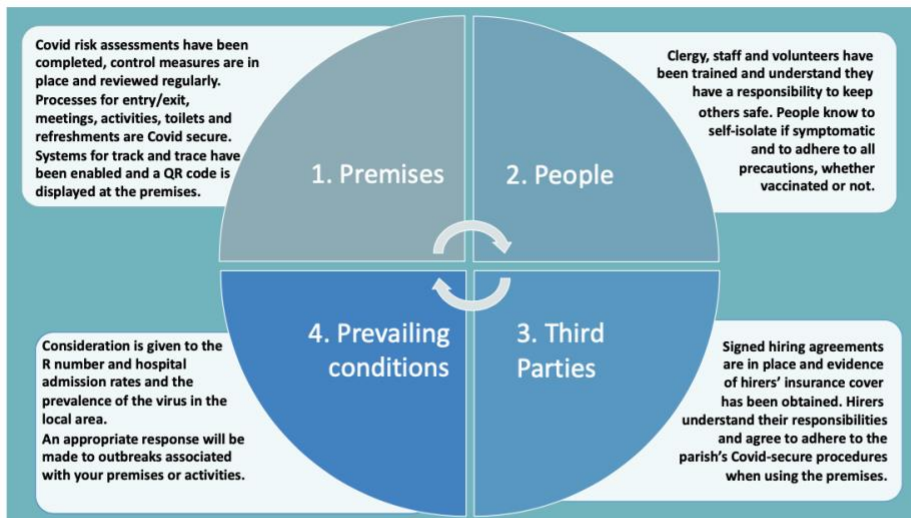 Covid risk assessments have been
completed, control measures are in
place and reviewed regularly.
Processes for entry/exit,
meetings, activities, toilets and
refreshments are Covid secure.
Systems for track and trace have
been enabled and a QR code is
displayed at the premises.
1. Premises
2. People
Clergy, staff and volunteers have
been trained and understand they
have a responsibility to keep
others safe. People know to
self-isolate if symptomatic
and to adhere to all
precautions, whether
vaccinated or not.
4. Prevailing
conditions
Consideration is given to the
R number and hospital
admission rates and the
prevalence of the virus in the
local area.
An appropriate response will be
made to outbreaks associated
with your premises or activities.
3. Third
Parties
Signed hiring agreements
are in place and evidence
of hirers’ insurance cover
has been obtained. Hirers
understand their responsibilities
and agree to adhere to the
parish’s Covid-secure procedures
when using the premises.